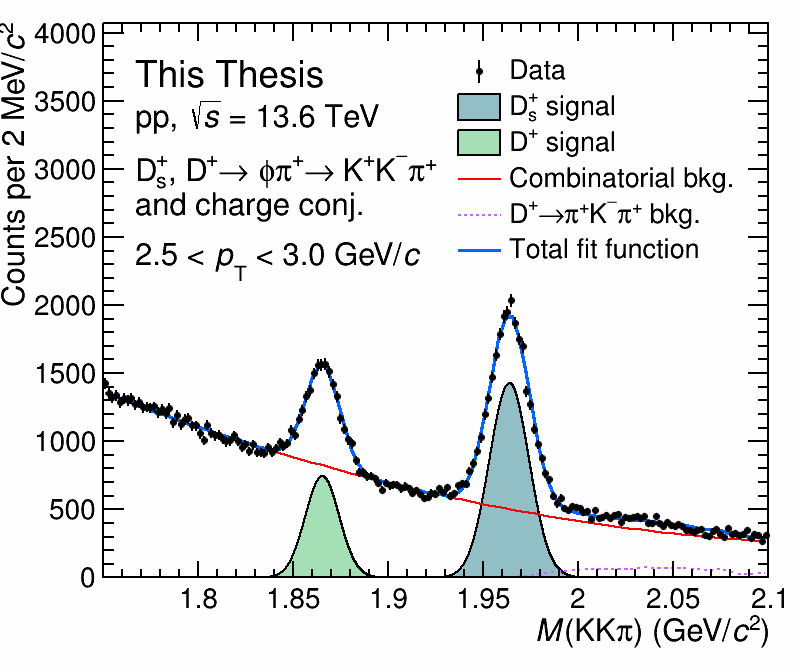 This Thesis
pp, √s = 13.6 TeV
D⁺ₛ, D⁺→ ϕπ⁺→ K⁺K⁻π⁺
and charge conj.
2.5 < p_T < 3.0 GeV/c
Data
D⁺ₛ signal
D⁺ signal
Combinatorial bkg.
D⁺→π⁺K⁻π⁺ bkg.
Total fit function
Counts per 2 MeV/c²
4000
3500
3000
2500
2000
1500
1000
500
0
1.8 1.85 1.9 1.95 2 2.05 2.1
M(KKπ) (GeV/c²)